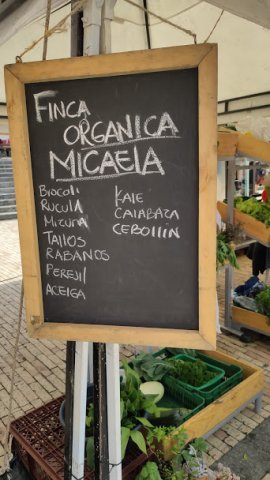 FINCA
ORGANICA
MICAELA
BROCOLI
RUCULA
MIZUNA
TALLOS
RABANOS
PEREJIL
ACELGA
KALE
CALABAZA
CEBOLLIN